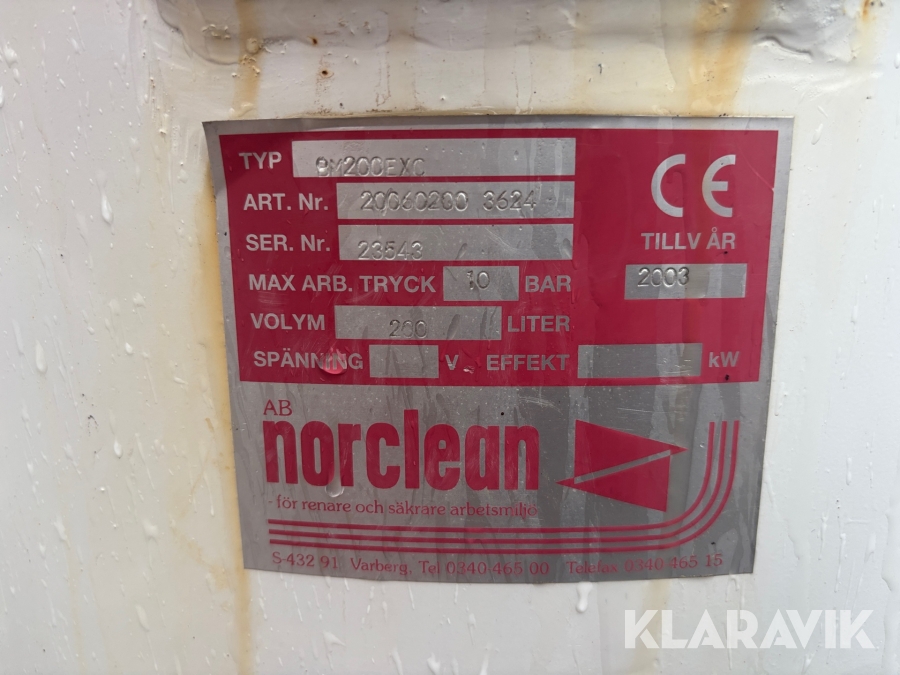 TYP BM200EXC
ART. Nr. 20060200 3624
SER. Nr. 23543
TILLV ÅR
MAX ARB. TRYCK 10 BAR
2003
VOLYM 200 LITER
SPÄNNING V EFFEKT kW
CE
AB
norclean
- för renare och säkrare arbetsmiljö
S-432 91 Varberg, Tel 0340-465 00 Telefax 0340-465 15
KLARAVIK